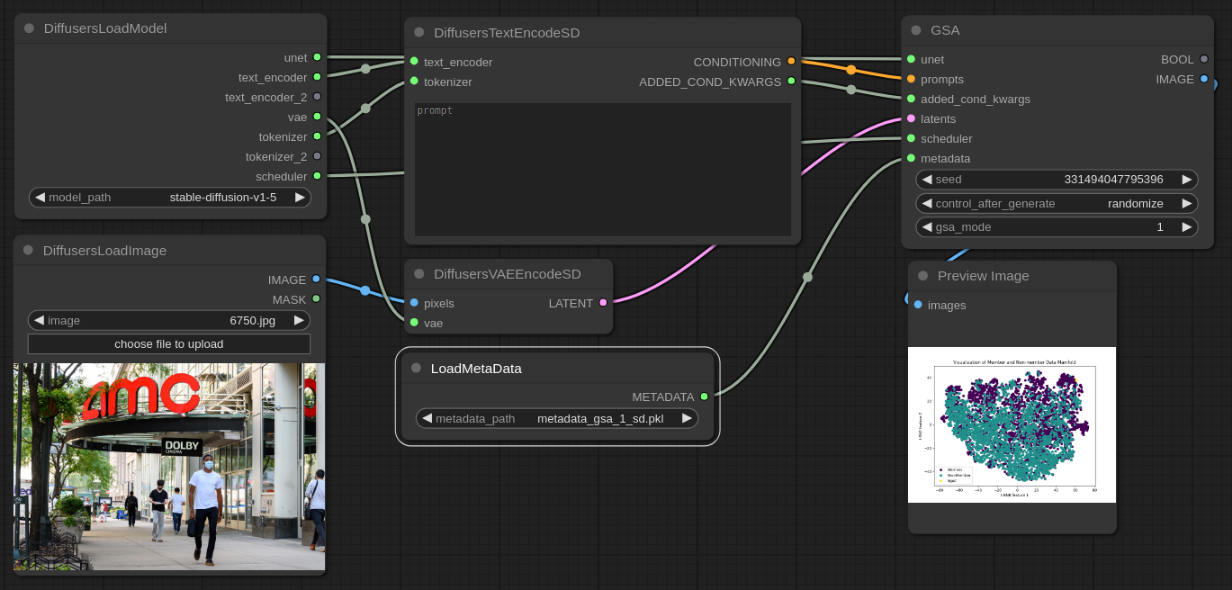 DiffusersLoadModel
unet
text_encoder
text_encoder_2
vae
tokenizer
tokenizer_2
scheduler
model_path stable-diffusion-v1-5
DiffusersLoadImage
IMAGE
MASK
image 6750.jpg
choose file to upload
amc
DOLBY
CINEMA
DiffusersTextEncodeSD
text_encoder CONDITIONING
tokenizer ADDED_COND_KWARGS
prompt
DiffusersVAEEncodeSD
pixels LATENT
vae
LoadMetaData
METADATA
metadata_path metadata_gsa_1_sd.pkl
GSA
unet BOOL
prompts IMAGE
added_cond_kwargs
latents
scheduler
metadata
seed 331494047795396
control_after_generate randomize
gsa_mode 1
Preview Image
images
Visualisation of Member and Non-member Data Manifold